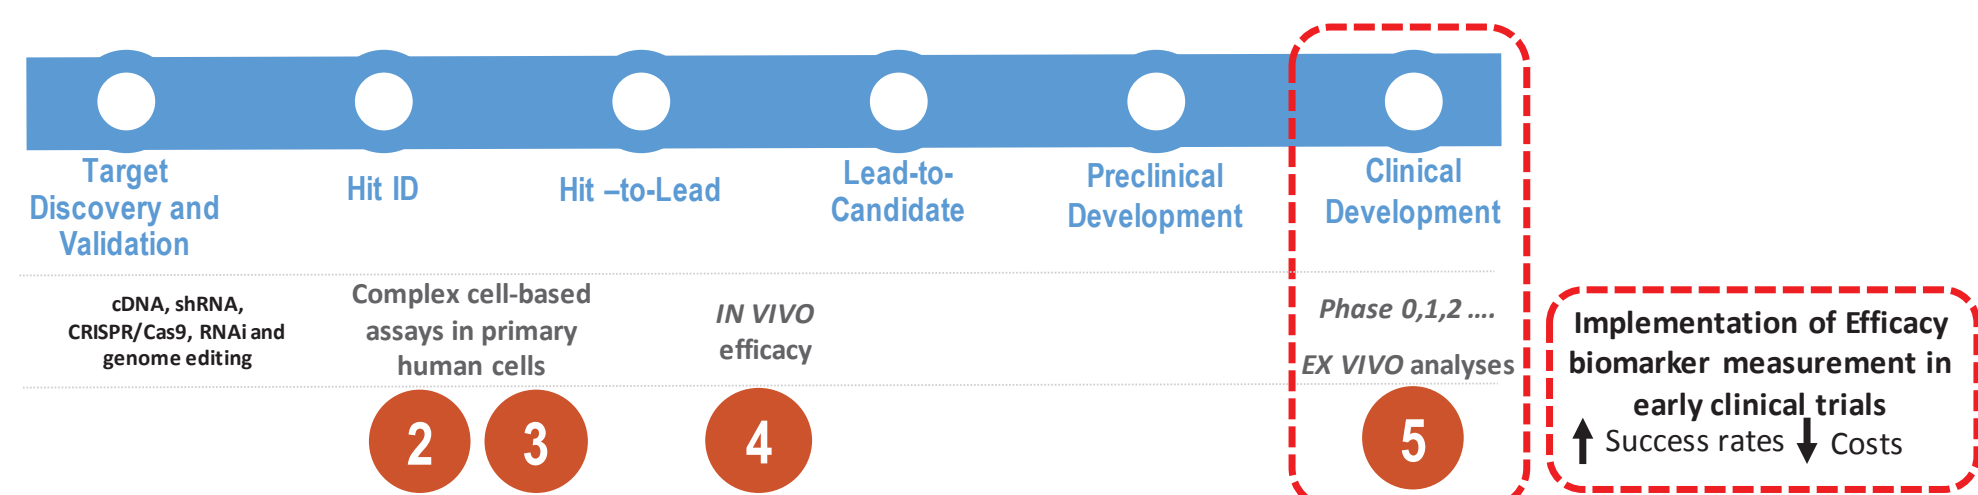 Target
Discovery and
Validation
Hit ID
Hit –to-Lead
Lead-to-
Candidate
Preclinical
Development
Clinical
Development
cDNA, shRNA,
CRISPR/Cas9, RNAi and
genome editing
Complex cell-based
assays in primary
human cells
IN VIVO
efficacy
Phase 0,1,2 ....
EX VIVO analyses
2
3
4
5
Implementation of Efficacy
biomarker measurement in
early clinical trials
Success rates Costs